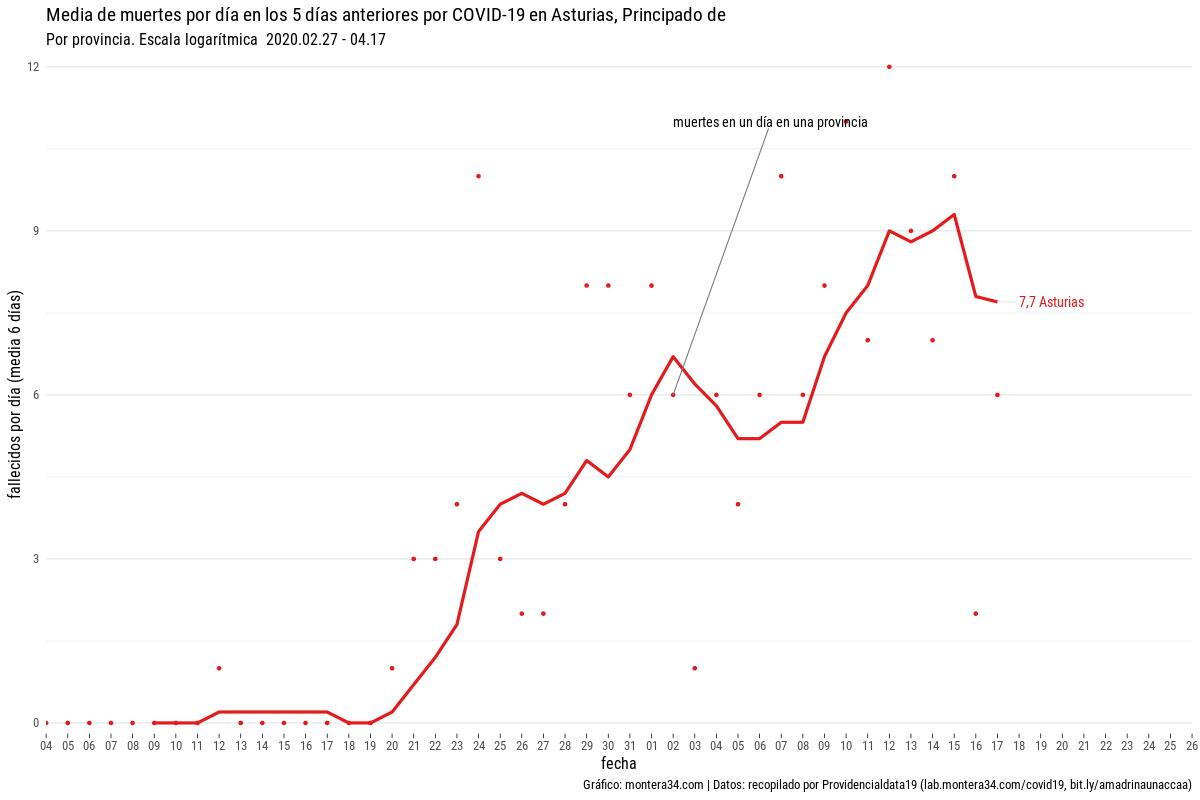 Media de muertes por día en los 5 días anteriores por COVID-19 en Asturias, Principado de
Por provincia. Escala logarítmica  2020.02.27 - 04.17
12
muertes en un día en una provincia
9
7,7 Asturias
fallecidos por día (media 6 días)
6
3
0
04 05 06 07 08 09 10 11 12 13 14 15 16 17 18 19 20 21 22 23 24 25 26 27 28 29 30 31 01 02 03 04 05 06 07 08 09 10 11 12 13 14 15 16 17 18 19 20 21 22 23 24 25 26
fecha
Gráfico: montera34.com | Datos: recopilado por Providencialdata19 (lab.montera34.com/covid19, bit.ly/amadrinaunaccaa)